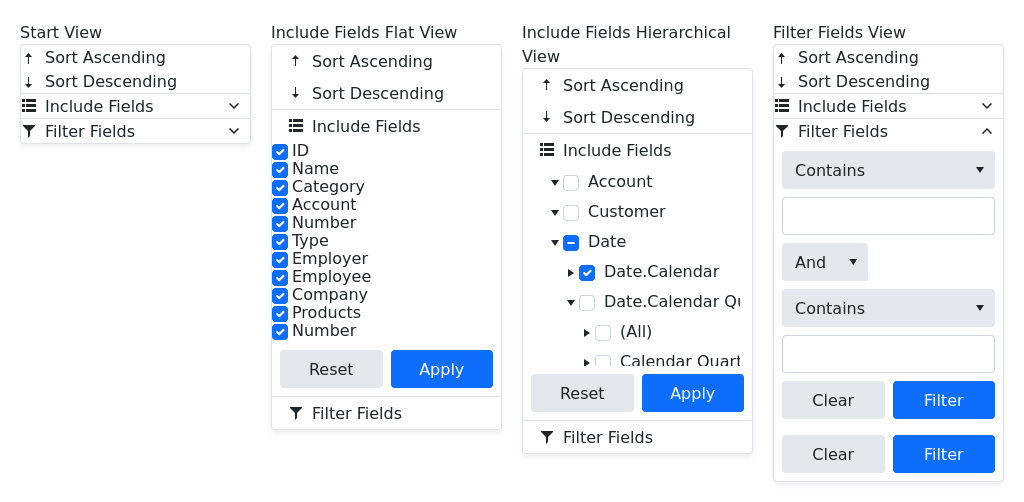 Start View
Sort Ascending
Sort Descending
Include Fields
Filter Fields
Include Fields Flat View
Sort Ascending
Sort Descending
Include Fields
ID
Name
Category
Account
Number
Type
Employer
Employee
Company
Products
Number
Reset Apply
Filter Fields
Include Fields Hierarchical
View
Sort Ascending
Sort Descending
Include Fields
Account
Customer
Date
Date.Calendar
Date.Calendar Qu
(All)
Calendar Quart
Reset Apply
Filter Fields
Filter Fields View
Sort Ascending
Sort Descending
Include Fields
Filter Fields
Contains
And
Contains
Clear Filter
Clear Filter